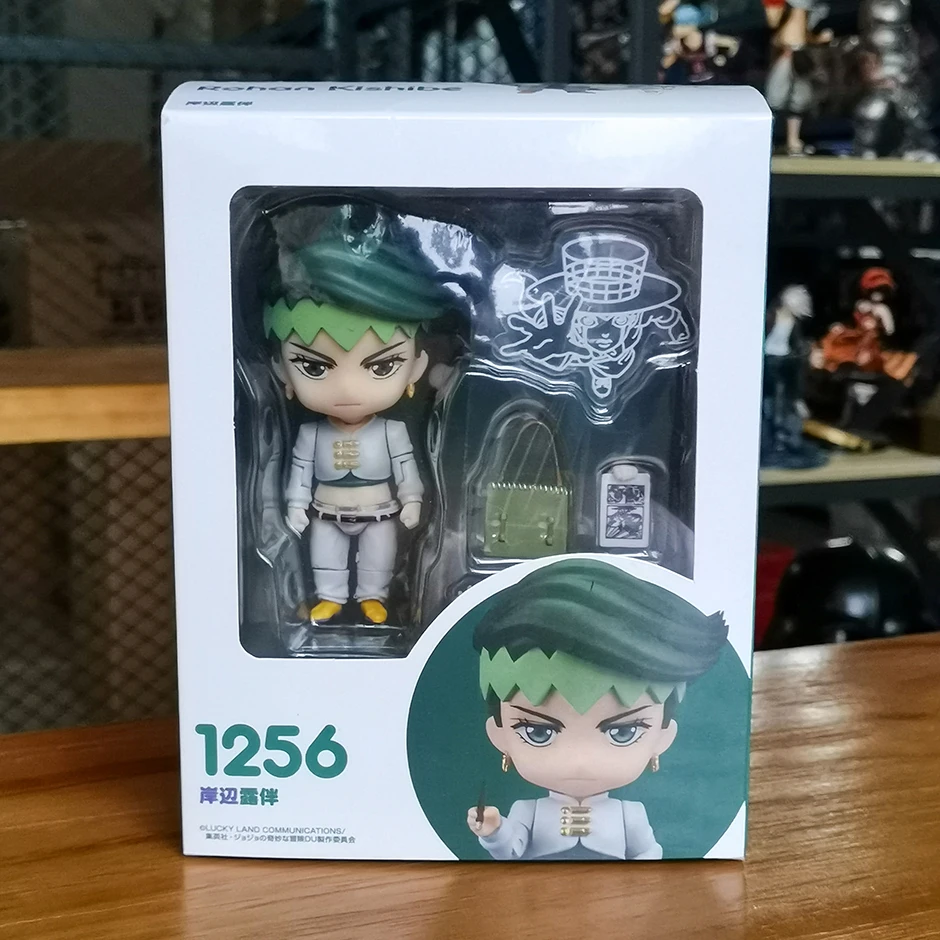 Rohan Kishibe
岸辺露伴
1256
岸辺露伴
©LUCKY LAND COMMUNICATIONS/
集英社・ジョジョの奇妙な冒険DU製作委員会